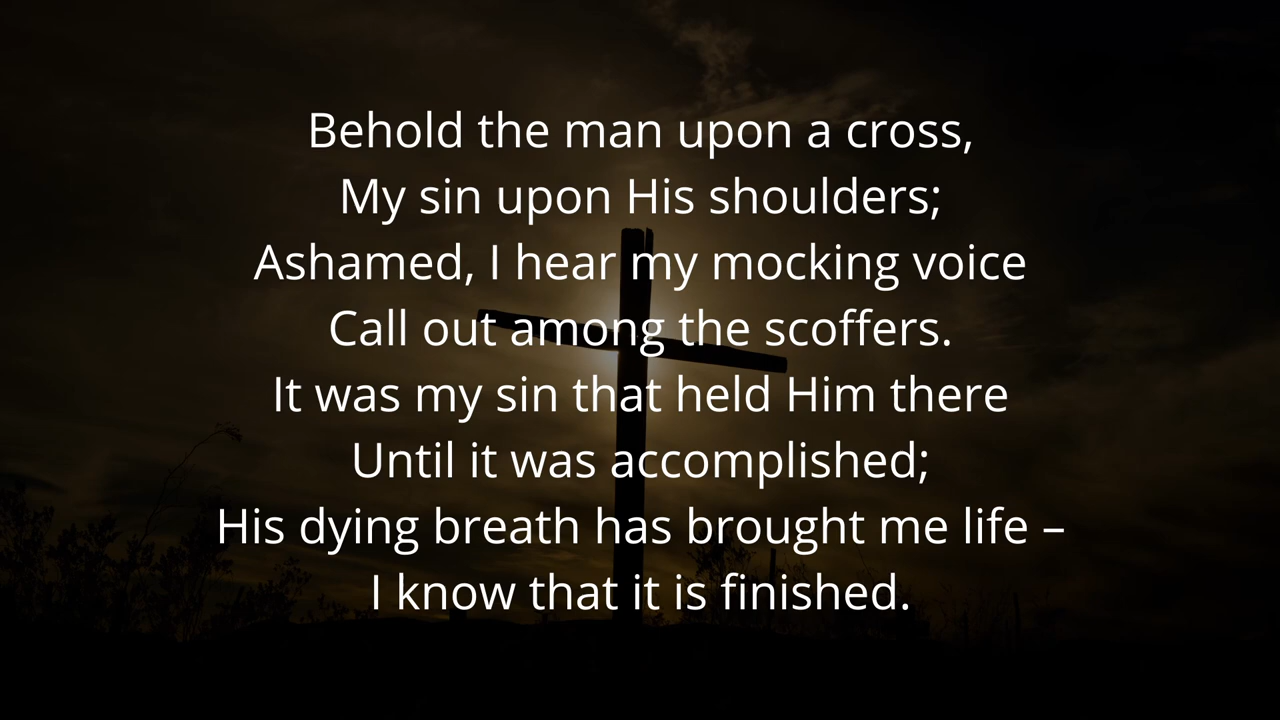 Behold the man upon a cross,
My sin upon His shoulders;
Ashamed, I hear my mocking voice
Call out among the scoffers.
It was my sin that held Him there
Until it was accomplished;
His dying breath has brought me life –
I know that it is finished.